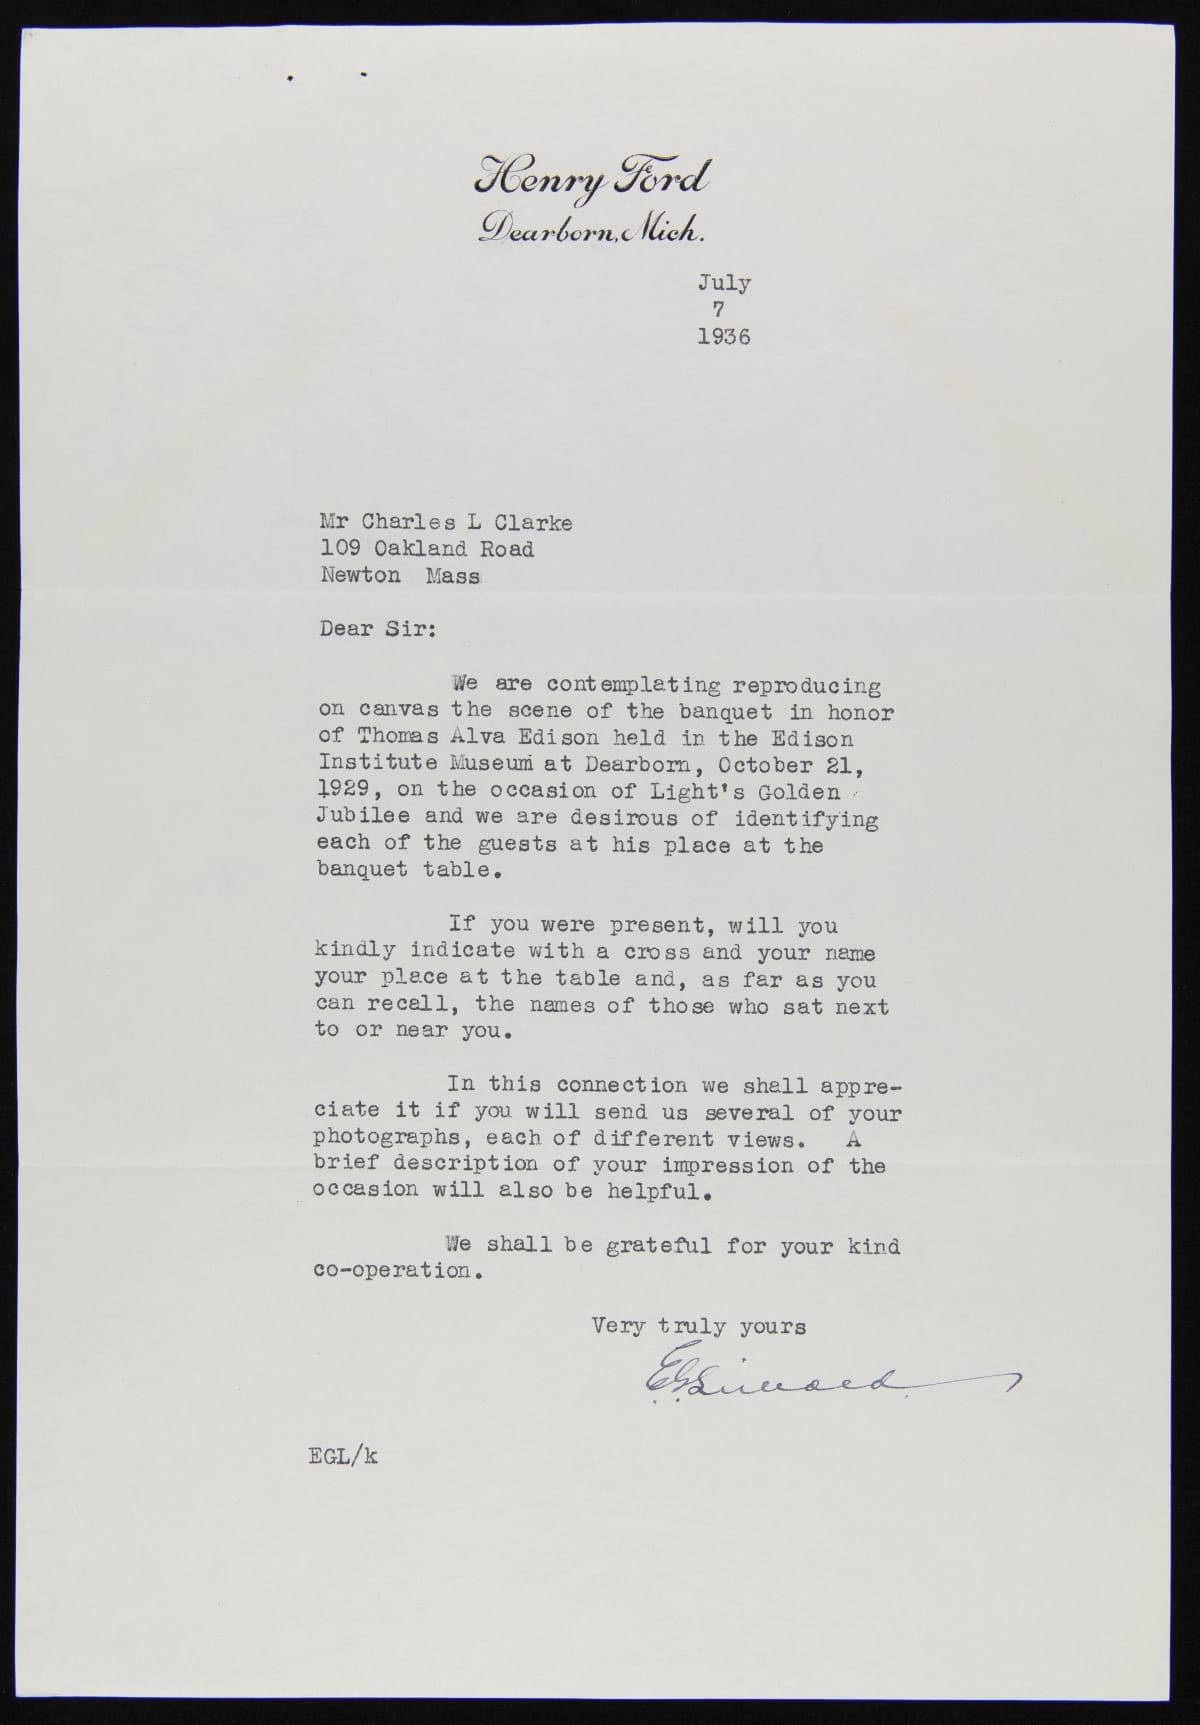 Henry Ford
Dearborn, Mich.
July
7
1936
Mr Charles L Clarke
109 Oakland Road
Newton Mass
Dear Sir:
We are contemplating reproducing
on canvas the scene of the banquet in honor
of Thomas Alva Edison held in the Edison
Institute Museum at Dearborn, October 21,
1929, on the occasion of Light's Golden
Jubilee and we are desirous of identifying
each of the guests at his place at the
banquet table.
If you were present, will you
kindly indicate with a cross and your name
your place at the table and, as far as you
can recall, the names of those who sat next
to or near you.
In this connection we shall appre-
ciate it if you will send us several of your
photographs, each of different views. A
brief description of your impression of the
occasion will also be helpful.
We shall be grateful for your kind
co-operation.
Very truly yours
EGL/k